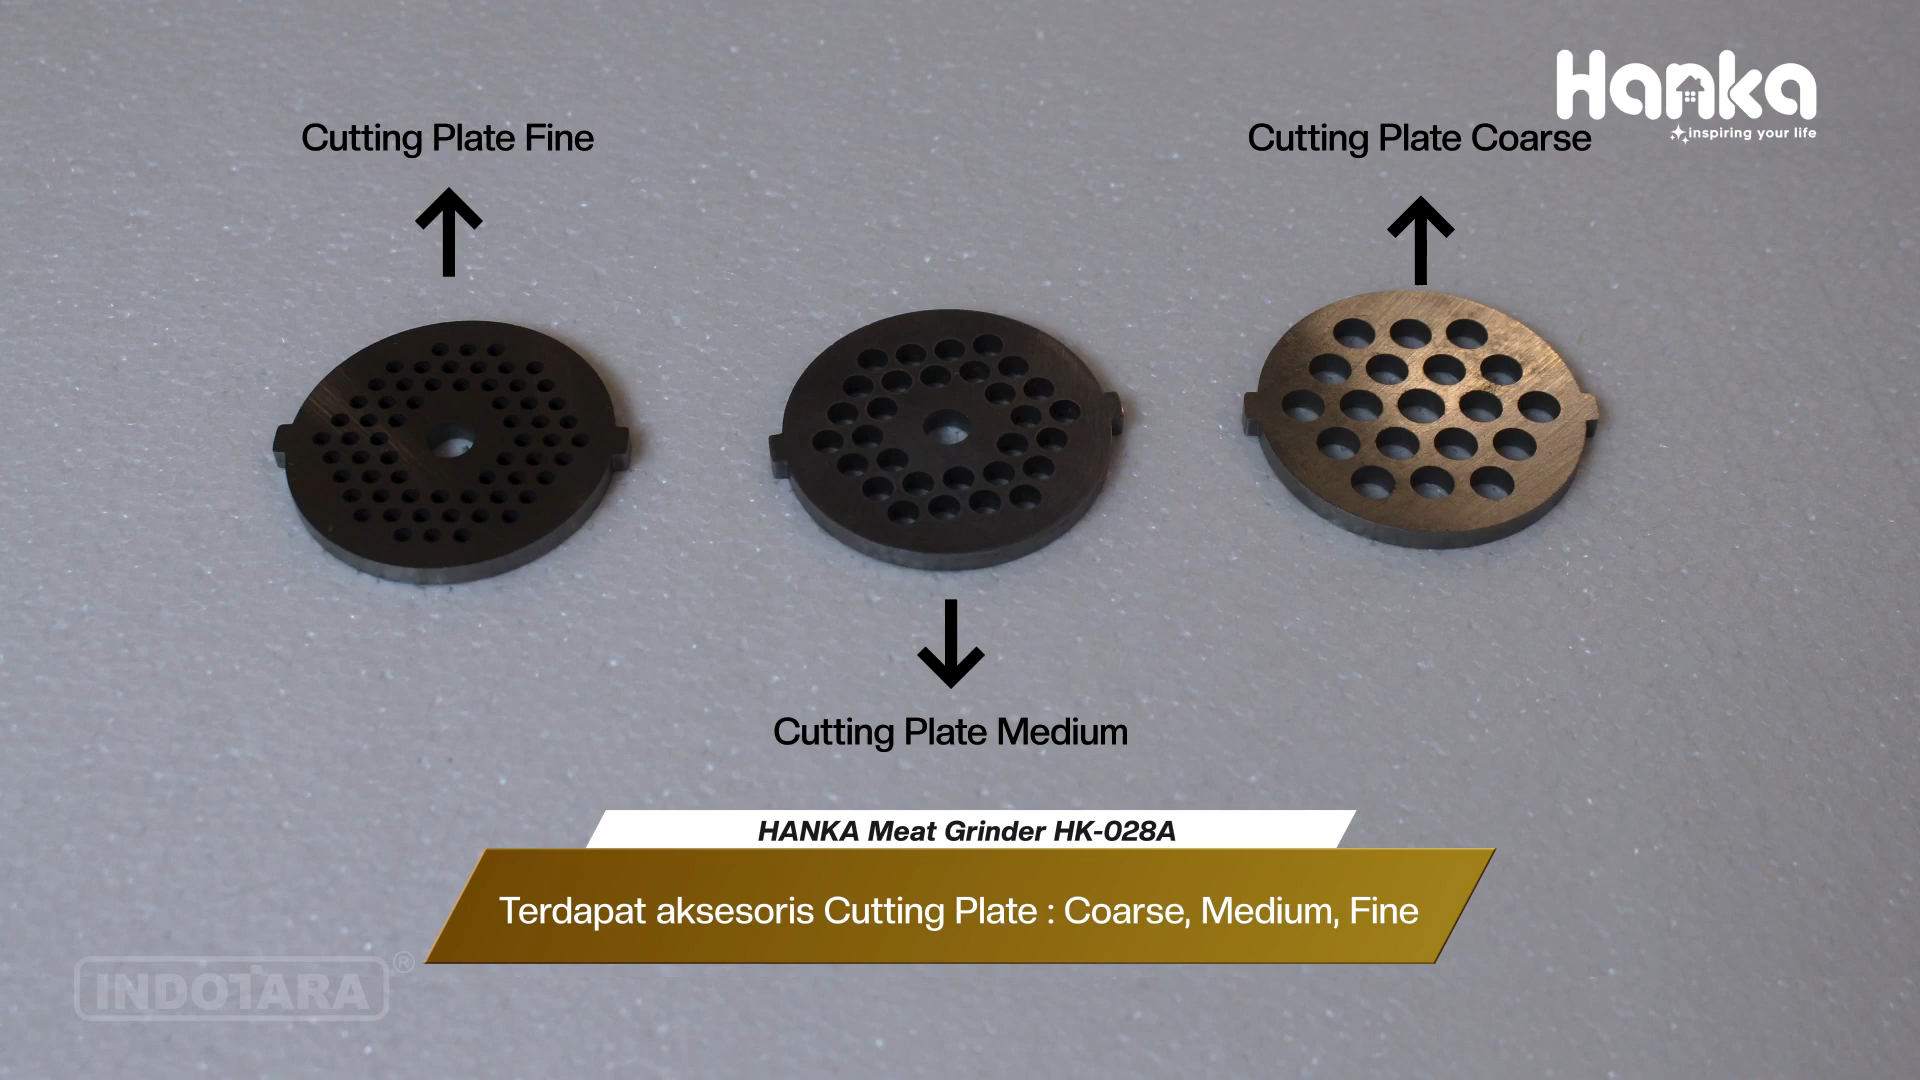 Hanka
inspiring your life
Cutting Plate Fine
Cutting Plate Coarse
Cutting Plate Medium
HANKA Meat Grinder HK-028A
Terdapat aksesoris Cutting Plate : Coarse, Medium, Fine
INDOTARA ®